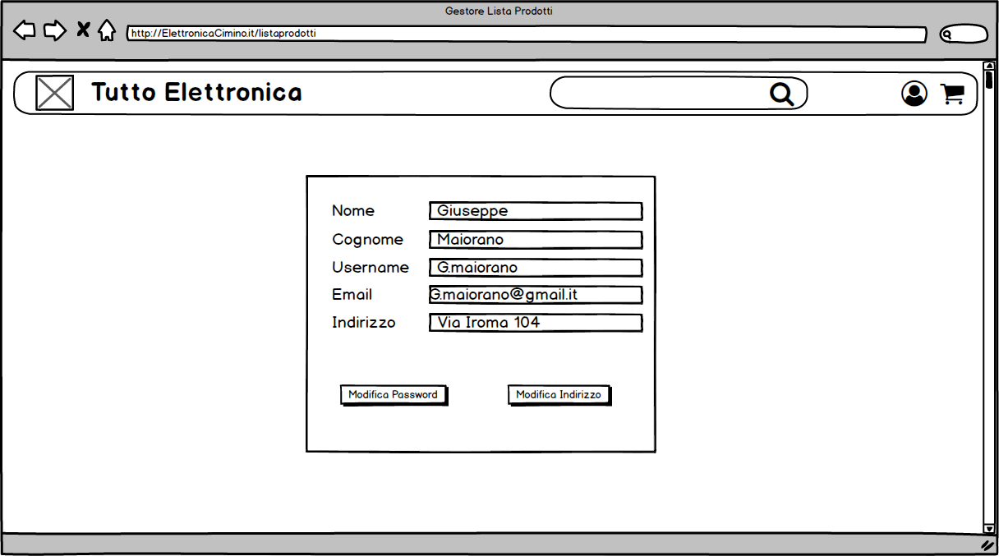 Gestore Lista Prodotti
http://ElettronicaCimino.it/listaprodotti
Tutto Elettronica
Nome Giuseppe
Cognome Maiorano
Username G.maiorano
Email G.maiorano@gmail.it
Indirizzo Via Iroma 104
Modifica Password Modifica Indirizzo